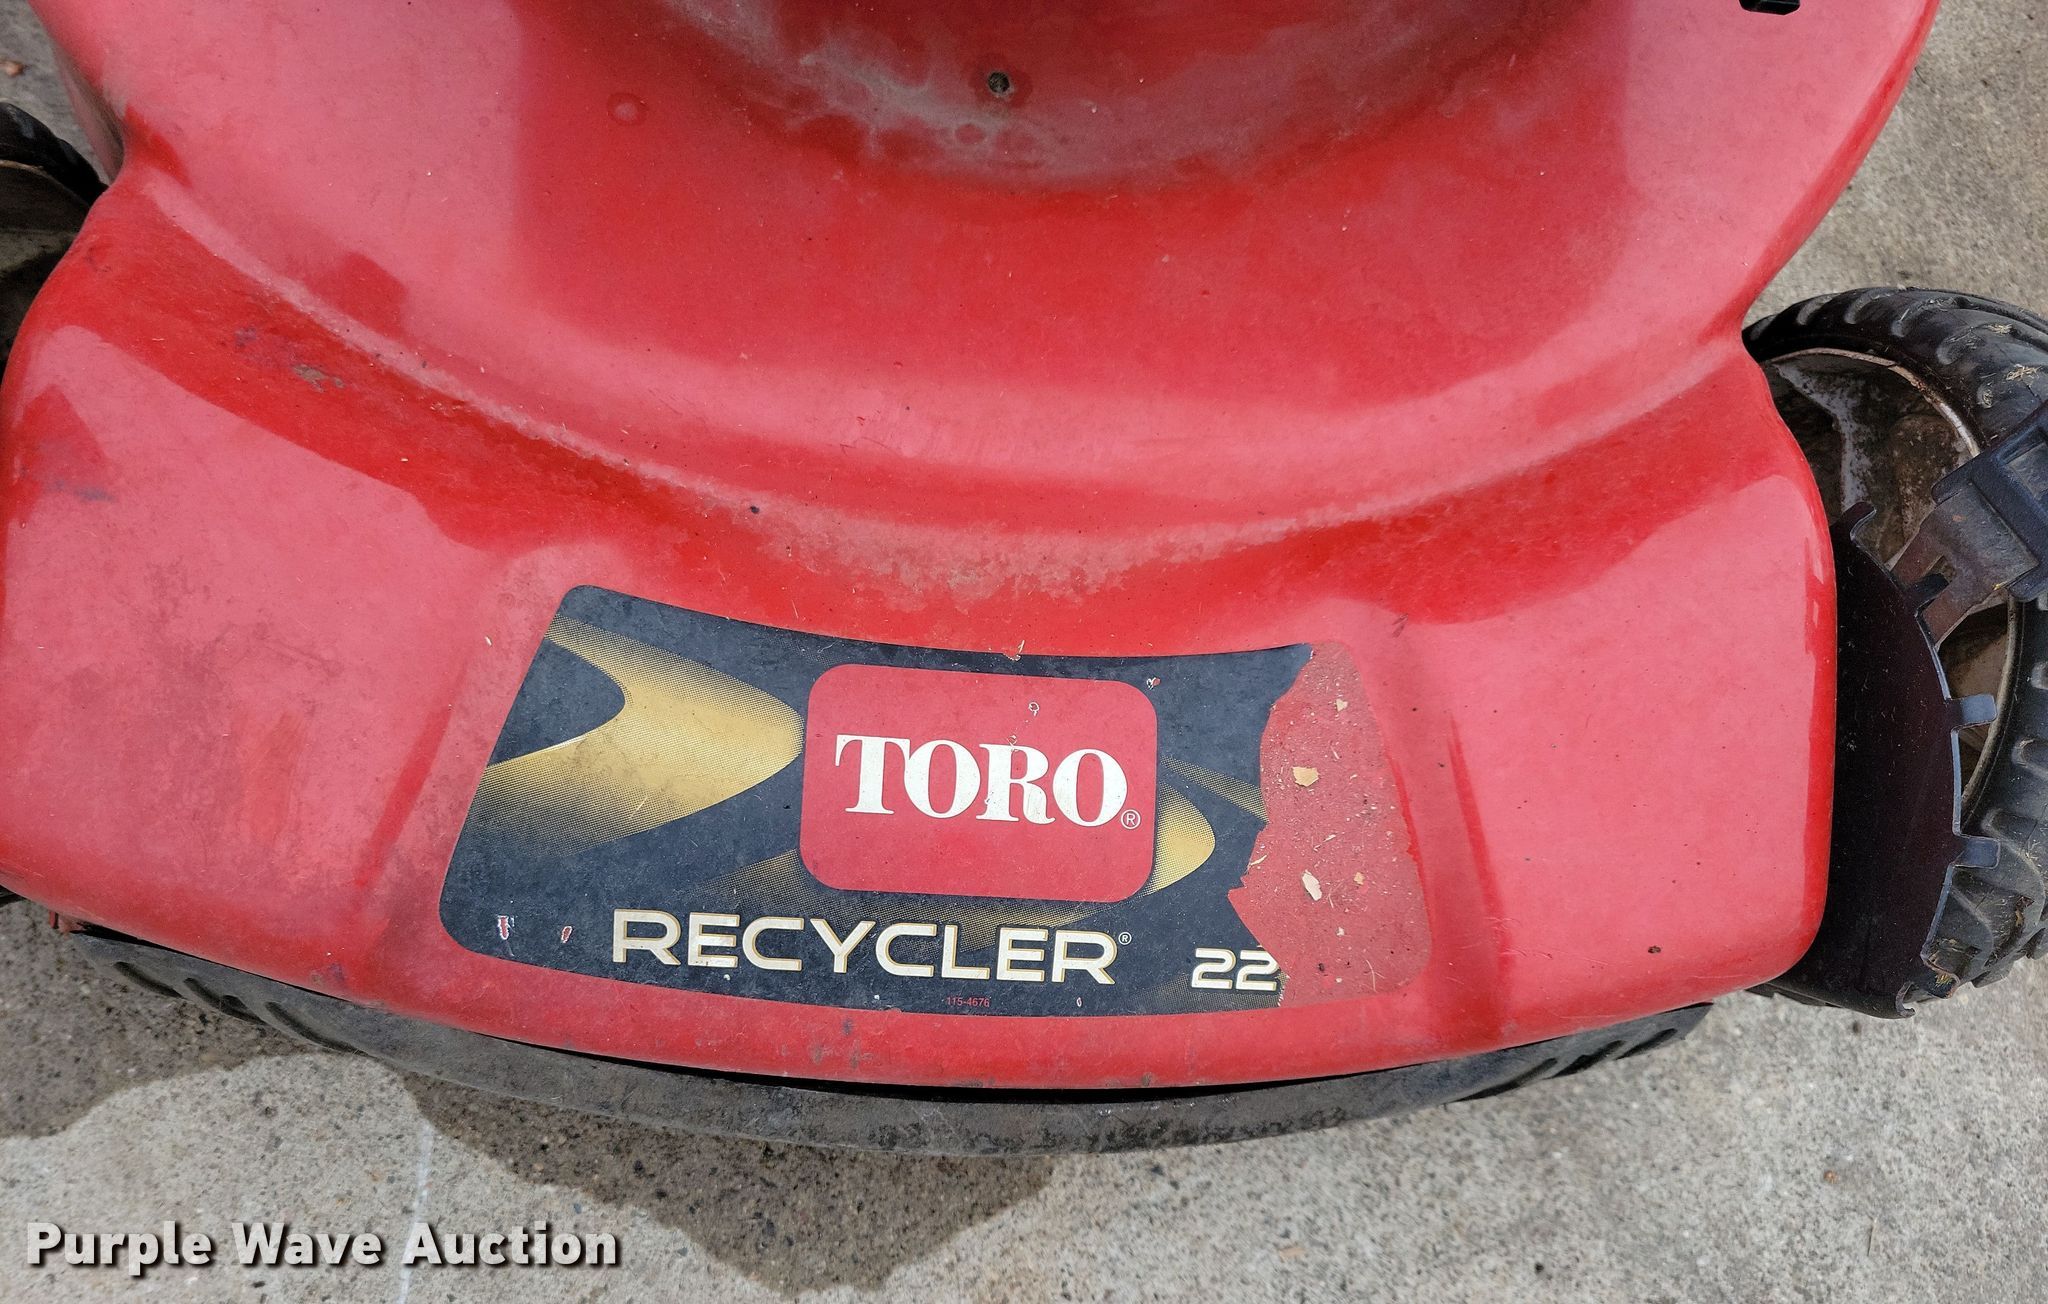 TORO®
RECYCLER® 22
115-4676
Purple Wave Auction